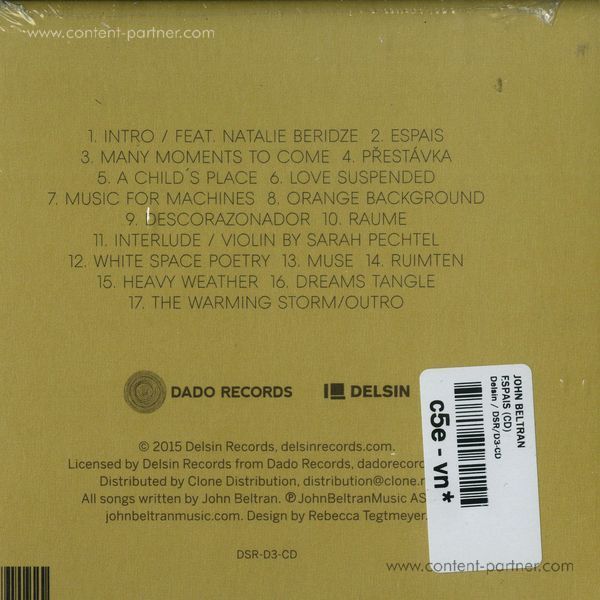 www.content-partner.com
1. INTRO / FEAT. NATALIE BERIDZE 2. ESPAIS
3. MANY MOMENTS TO COME 4. PŘESTÁVKA
5. A CHILD´S PLACE 6. LOVE SUSPENDED
7. MUSIC FOR MACHINES 8. ORANGE BACKGROUND
9. DESCORAZONADOR 10. RAUME
11. INTERLUDE / VIOLIN BY SARAH PECHTEL
12. WHITE SPACE POETRY 13. MUSE 14. RUIMTEN
15. HEAVY WEATHER 16. DREAMS TANGLE
17. THE WARMING STORM/OUTRO
DADO RECORDS
DELSIN
© 2015 Delsin Records, delsinrecords.com.
Licensed by Delsin Records from Dado Records, dadorecor
Distributed by Clone Distribution, distribution@clone.n
All songs written by John Beltran. ℗ JohnBeltranMusic AS
johnbeltranmusic.com. Design by Rebecca Tegtmeyer.
DSR-D3-CD
JOHN BELTRAN
ESPAIS (CD)
Delsin / DSR/D3-CD
c5e - vn*
www.content-partner.com